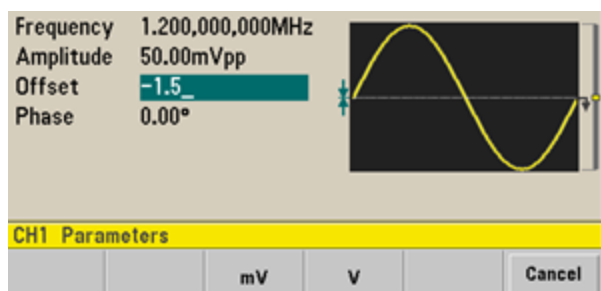 Frequency 1.200,000,000MHz
Amplitude 50.00mVpp
Offset -1.5_
Phase 0.00°
CH1 Parameters
mV V Cancel